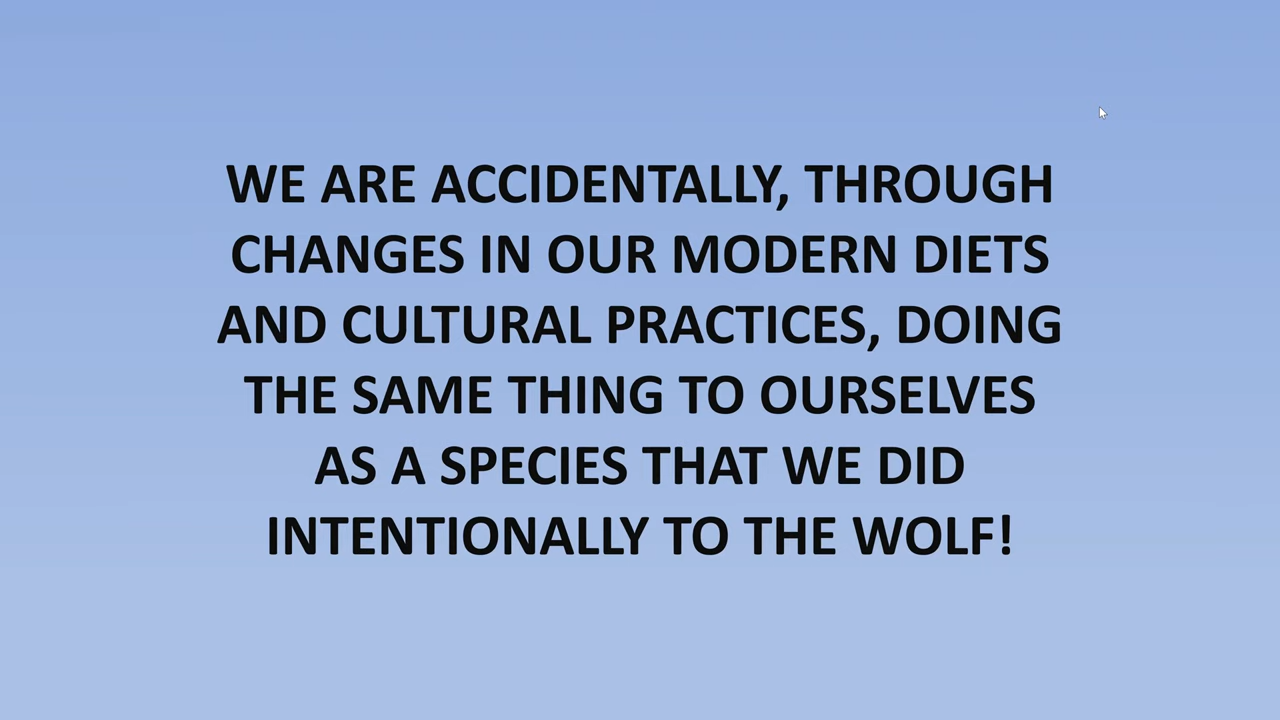 WE ARE ACCIDENTALLY, THROUGH
CHANGES IN OUR MODERN DIETS
AND CULTURAL PRACTICES, DOING
THE SAME THING TO OURSELVES
AS A SPECIES THAT WE DID
INTENTIONALLY TO THE WOLF!